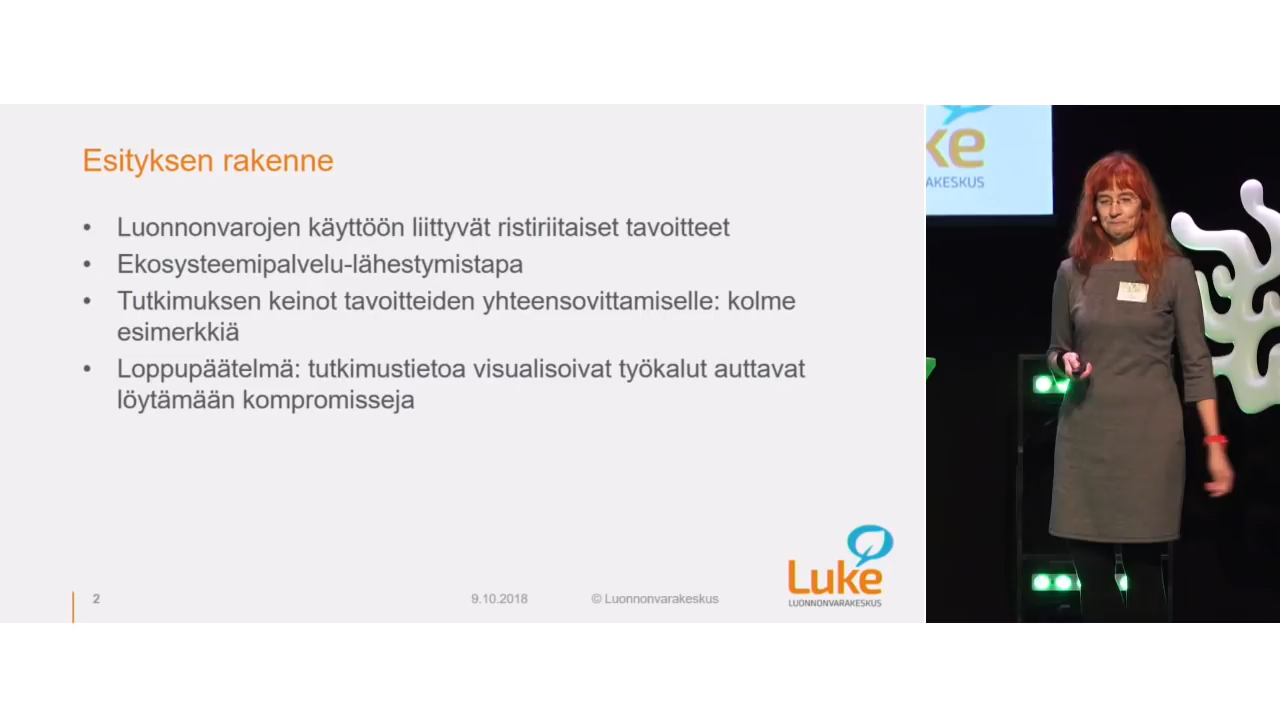 Esityksen rakenne
• Luonnonvarojen käyttöön liittyvät ristiriitaiset tavoitteet
• Ekosysteemipalvelu-lähestymistapa
• Tutkimuksen keinot tavoitteiden yhteensovittamiselle: kolme
esimerkkiä
• Loppupäätelmä: tutkimustietoa visualisoivat työkalut auttavat
löytämään kompromisseja
2
9.10.2018
© Luonnonvarakeskus
Luke
LUONNONVARAKESKUS
ke
ARAKESKUS